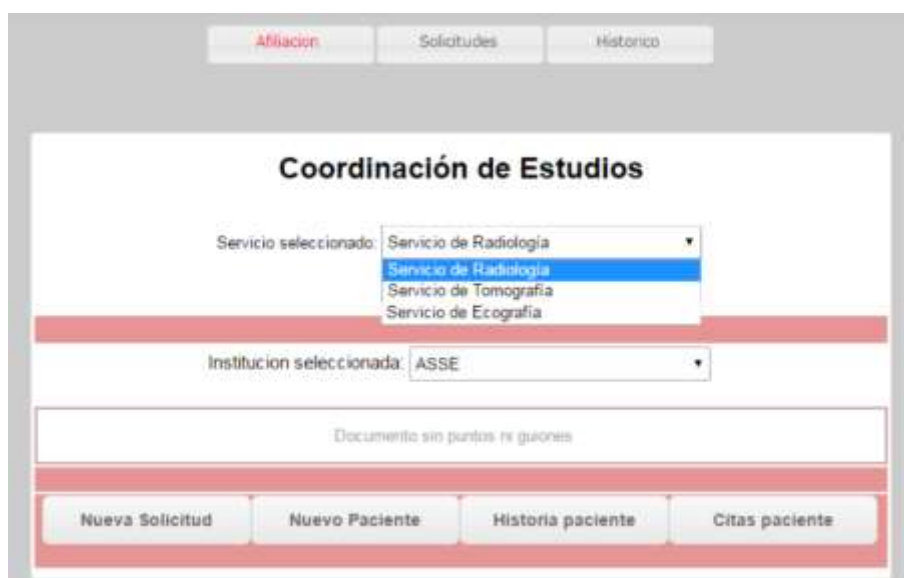 Afiliacion Solicitudes Historico
Coordinación de Estudios
Servicio seleccionado: Servicio de Radiología
Servicio de Radiología
Servicio de Tomografía
Servicio de Ecografía
Institucion seleccionada: ASSE
Documento sin puntos ni guiones
Nueva Solicitud Nuevo Paciente Historia paciente Citas paciente